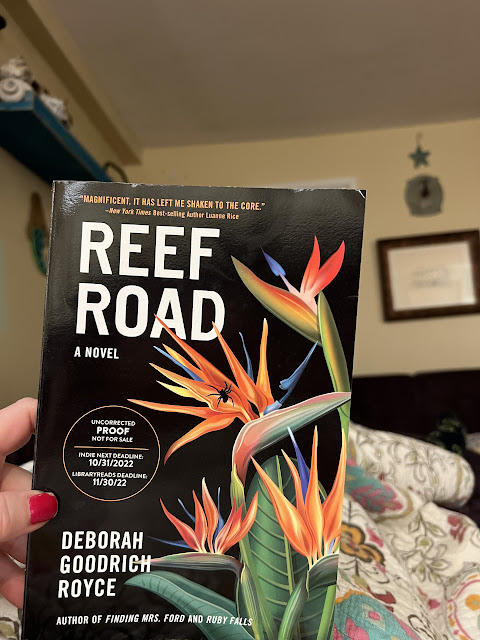 "MAGNIFICENT. IT HAS LEFT ME SHAKEN TO THE CORE."
–New York Times Best-selling Author Luanne Rice
REEF
ROAD
A NOVEL
UNCORRECTED
PROOF
NOT FOR SALE
INDIE NEXT DEADLINE:
10/31/2022
LIBRARYREADS DEADLINE:
11/30/22
DEBORAH
GOODRICH
ROYCE
AUTHOR OF FINDING MRS. FORD AND RUBY FALLS